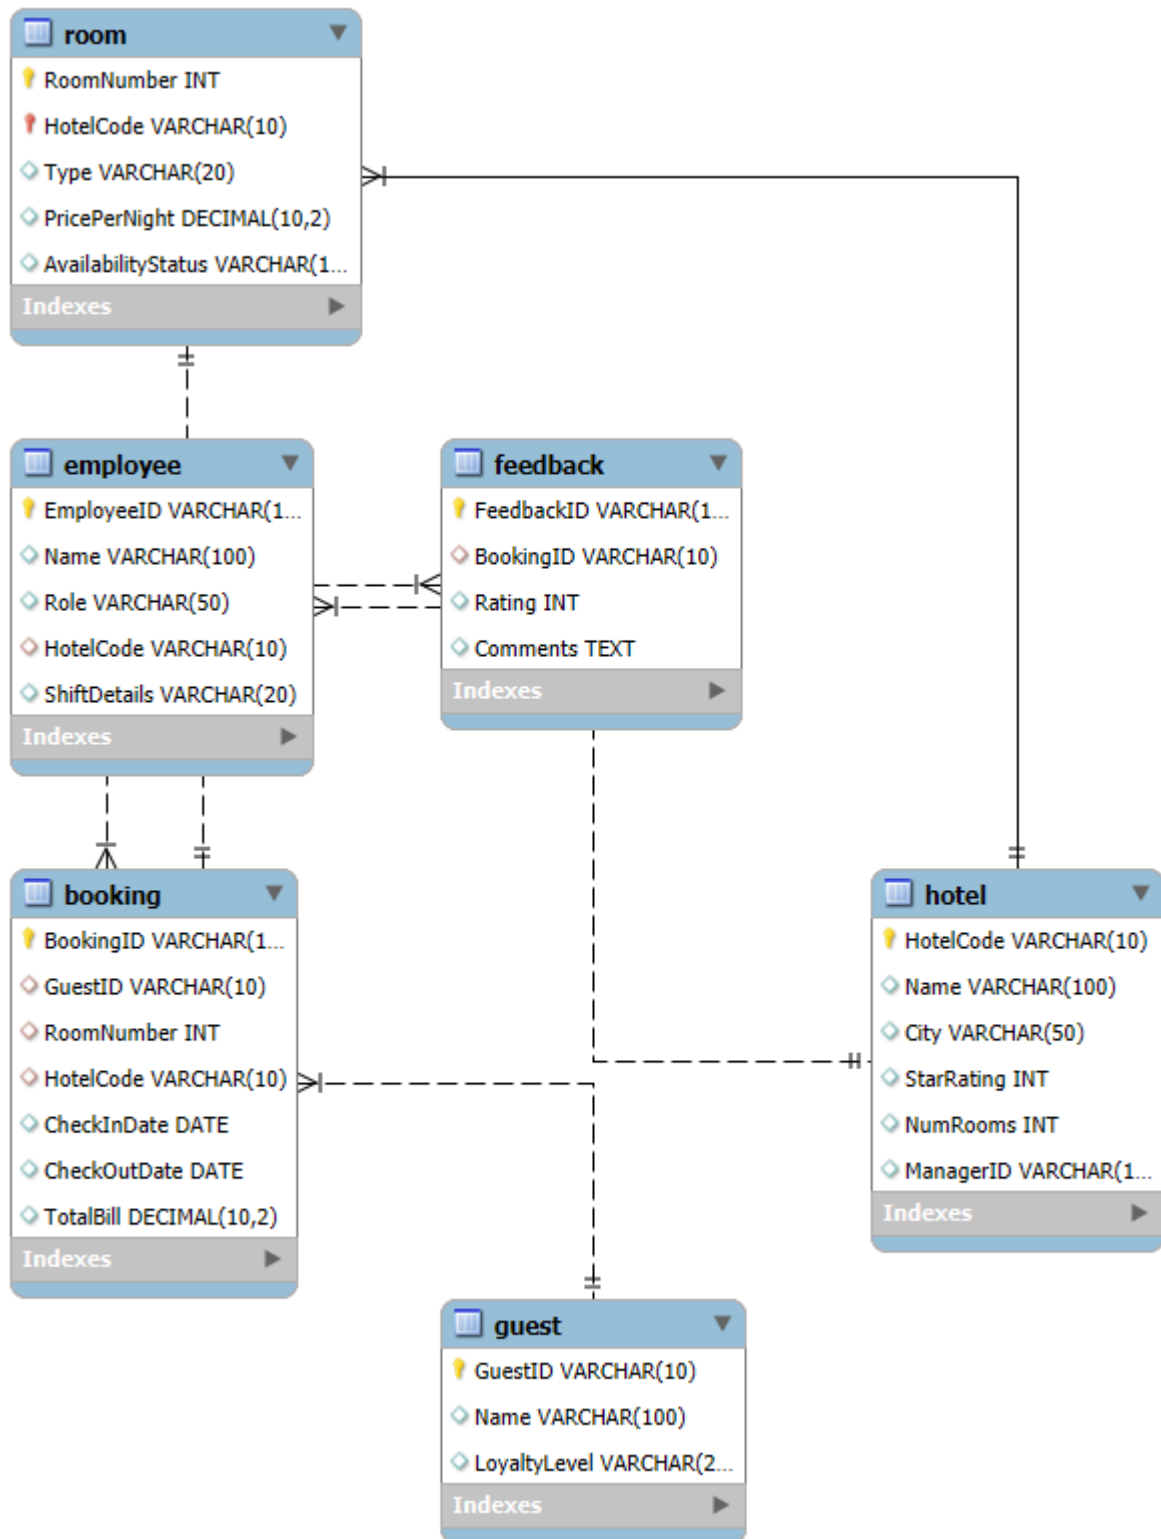 room
RoomNumber INT
HotelCode VARCHAR(10)
Type VARCHAR(20)
PricePerNight DECIMAL(10,2)
AvailabilityStatus VARCHAR(1...
Indexes
employee
EmployeeID VARCHAR(1...
Name VARCHAR(100)
Role VARCHAR(50)
HotelCode VARCHAR(10)
ShiftDetails VARCHAR(20)
Indexes
feedback
FeedbackID VARCHAR(1...
BookingID VARCHAR(10)
Rating INT
Comments TEXT
Indexes
booking
BookingID VARCHAR(1...
GuestID VARCHAR(10)
RoomNumber INT
HotelCode VARCHAR(10)
CheckInDate DATE
CheckOutDate DATE
TotalBill DECIMAL(10,2)
Indexes
hotel
HotelCode VARCHAR(10)
Name VARCHAR(100)
City VARCHAR(50)
StarRating INT
NumRooms INT
ManagerID VARCHAR(1...
Indexes
guest
GuestID VARCHAR(10)
Name VARCHAR(100)
LoyaltyLevel VARCHAR(2...
Indexes